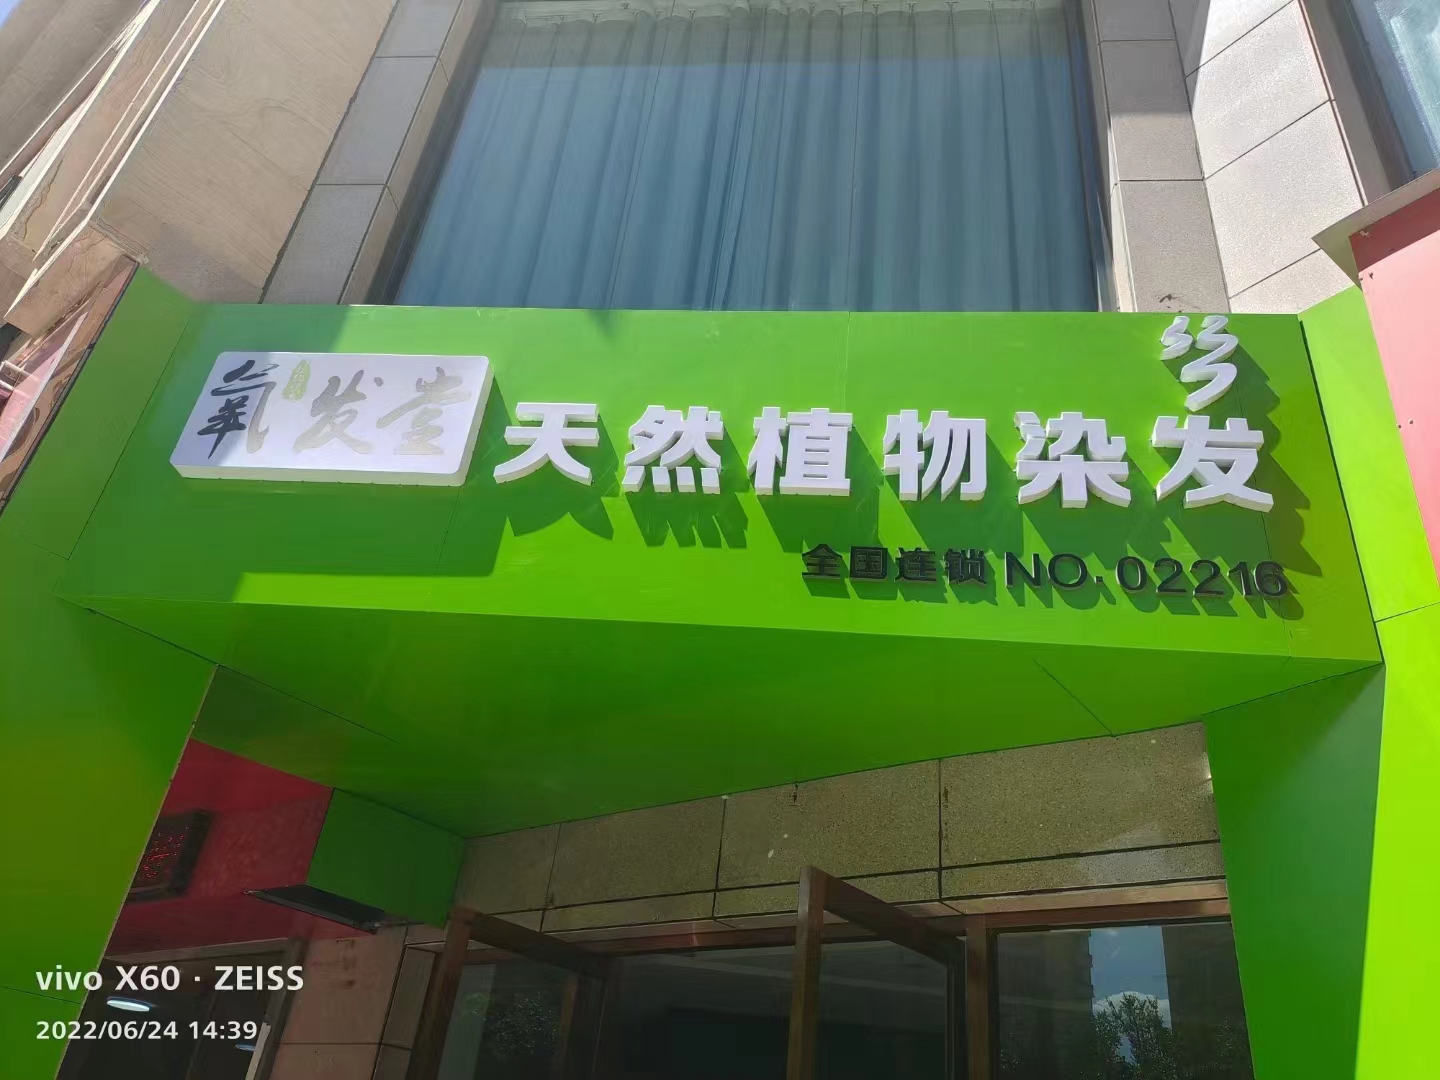 氧发堂
天然植物染发
全国连锁 NO.02216
vivo X60 · ZEISS
2022/06/24 14:39